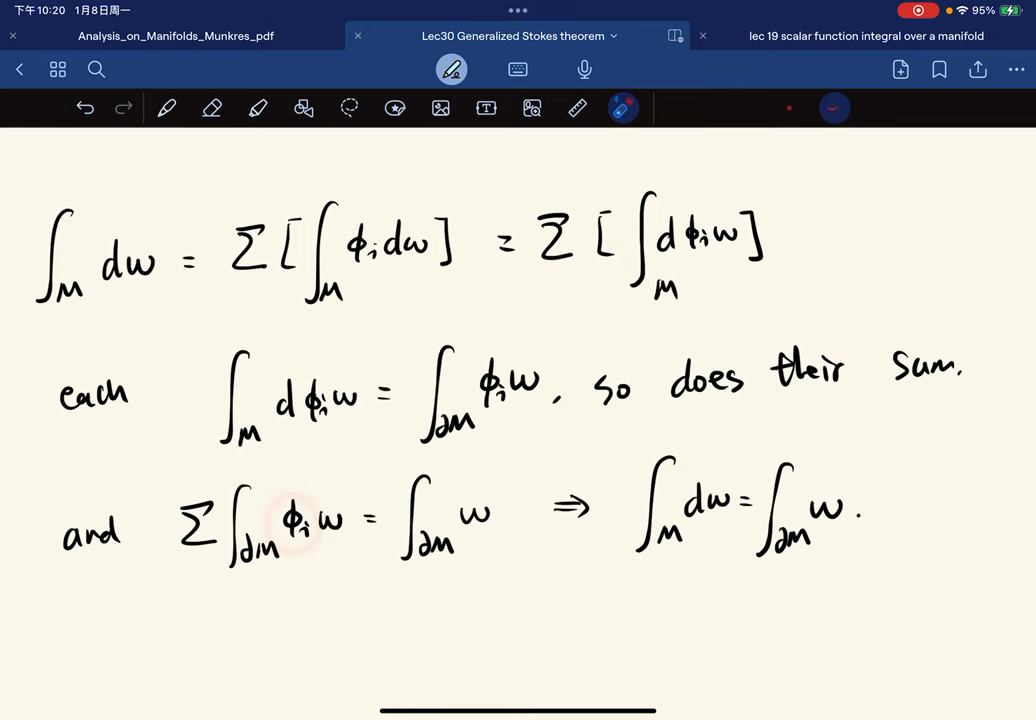 下午10:20 1月8日周一
95%
Analysis_on_Manifolds_Munkres_pdf
Lec30 Generalized Stokes theorem
lec 19 scalar function integral over a manifold
∫_M dω = Σ [∫_M ϕ_i dω] = Σ [∫_M d ϕ_i ω]
each ∫_M d ϕ_i ω = ∫_∂M ϕ_i ω, so does their sum.
and Σ ∫_∂M ϕ_i ω = ∫_∂M ω ⇒ ∫_M dω = ∫_∂M ω.